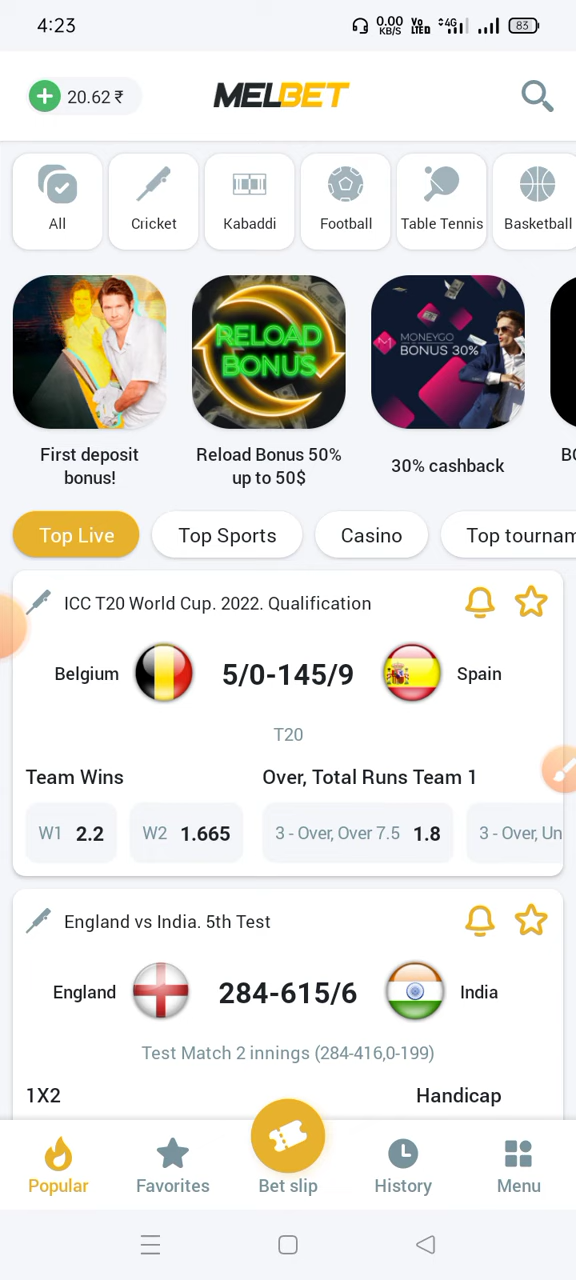 4:23
0.00 KB/S
Vo LTED
4G
83
20.62 ₹
MELBET
All
Cricket
Kabaddi
Football
Table Tennis
Basketball
RELOAD
BONUS
MONEYGO
BONUS 30%
First deposit
bonus!
Reload Bonus 50%
up to 50$
30% cashback
Top Live
Top Sports
Casino
Top tournam
ICC T20 World Cup. 2022. Qualification
Belgium
5/0-145/9
Spain
T20
Team Wins
Over, Total Runs Team 1
W1 2.2
W2 1.665
3 - Over, Over 7.5 1.8
3 - Over, Un
England vs India. 5th Test
England
284-615/6
India
Test Match 2 innings (284-416,0-199)
1X2
Handicap
Popular
Favorites
Bet slip
History
Menu